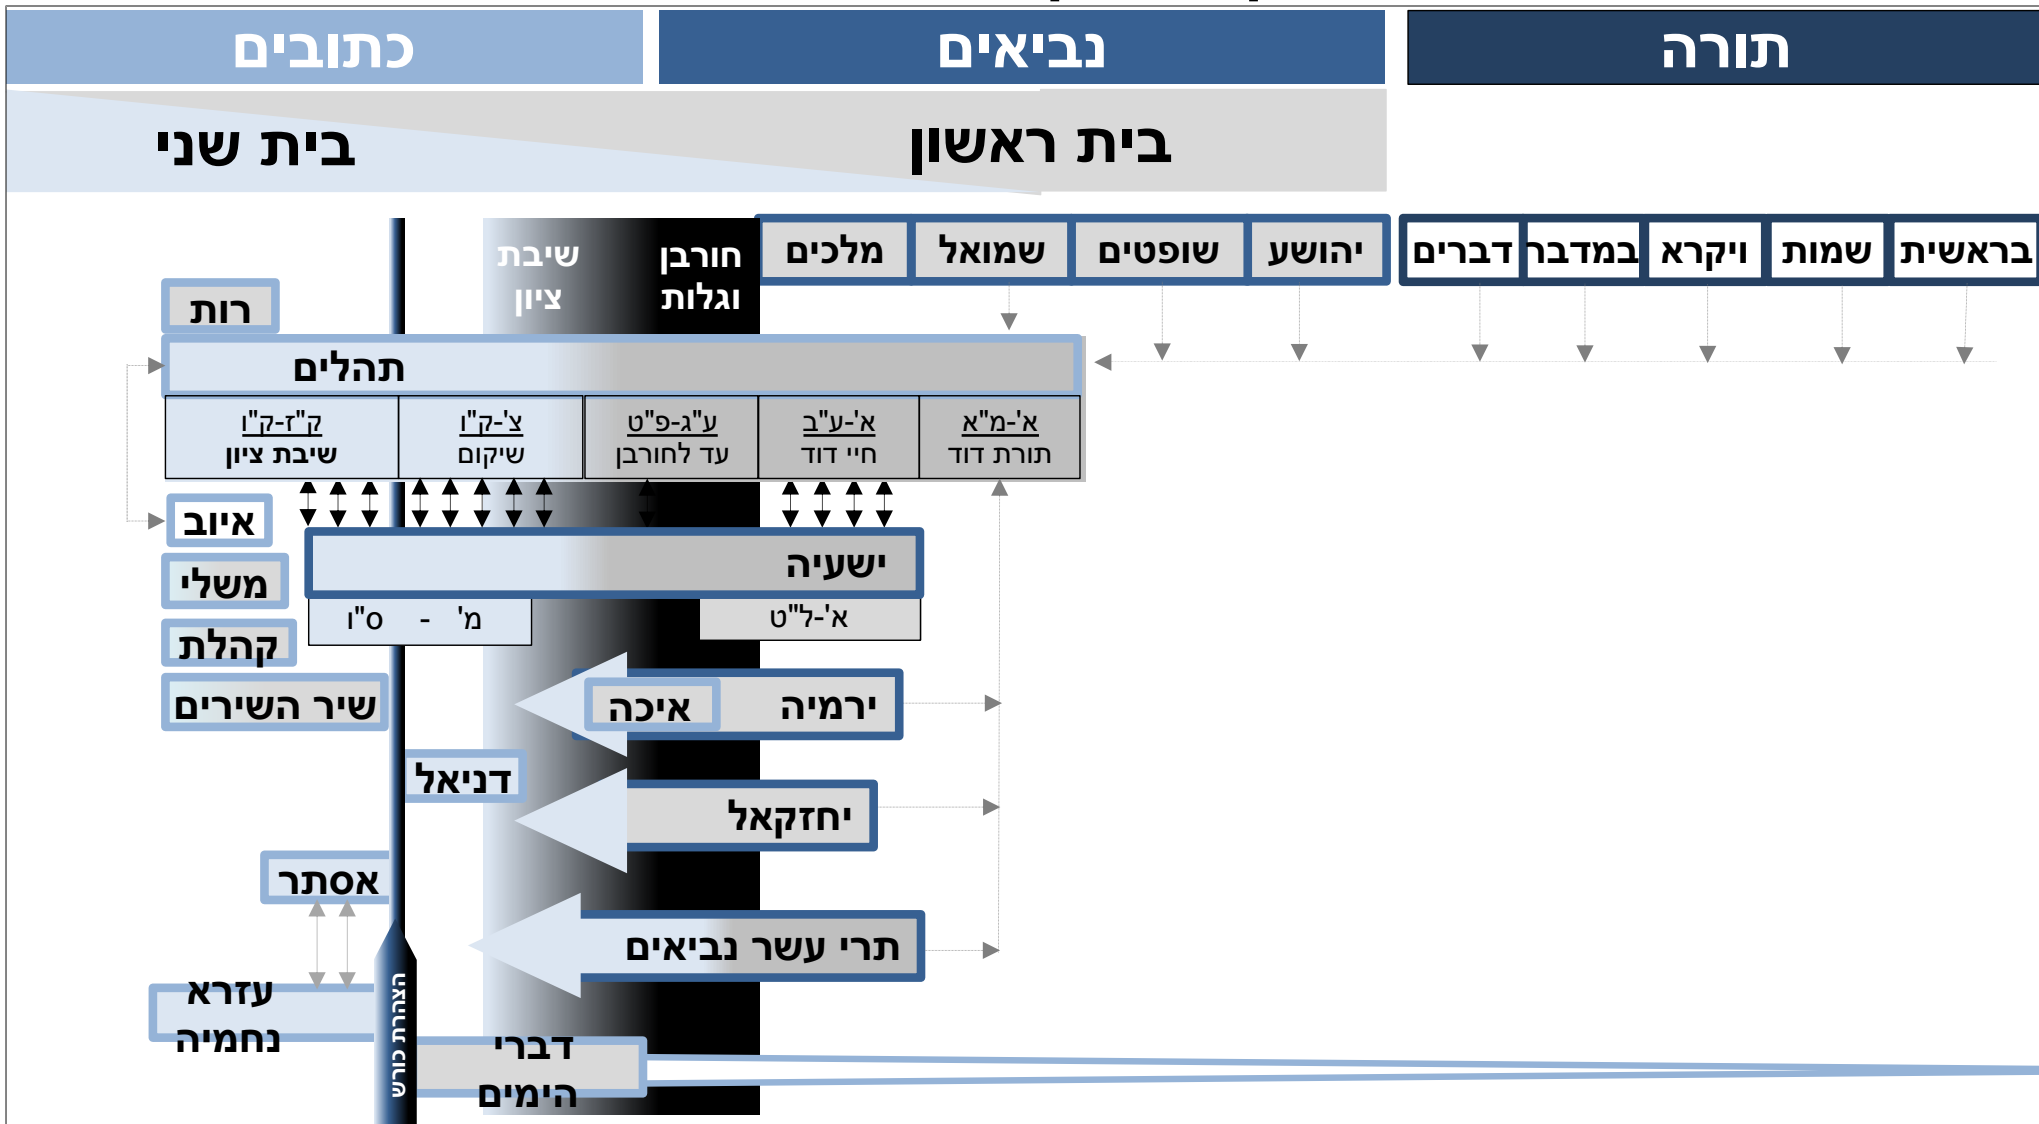 תורה
נביאים
כתובים
בית ראשון
בית שני
בראשית
שמות
ויקרא
במדבר
דברים
יהושע
שופטים
שמואל
מלכים
חורבן
וגלות
שיבת
ציון
רות
תהלים
א'-מ"א
תורת דוד
א'-ע"ב
חיי דוד
ע"ג-פ"ט
עד לחורבן
צ'-ק"ו
שיקום
ק"ז-ק"ו
שיבת ציון
איוב
ישעיה
משלי
א'-ל"ט
מ' - ס"ו
קהלת
שיר השירים
ירמיה
איכה
דניאל
יחזקאל
אסתר
תרי עשר נביאים
עזרא
נחמיה
הצהרת כורש
דברי
הימים